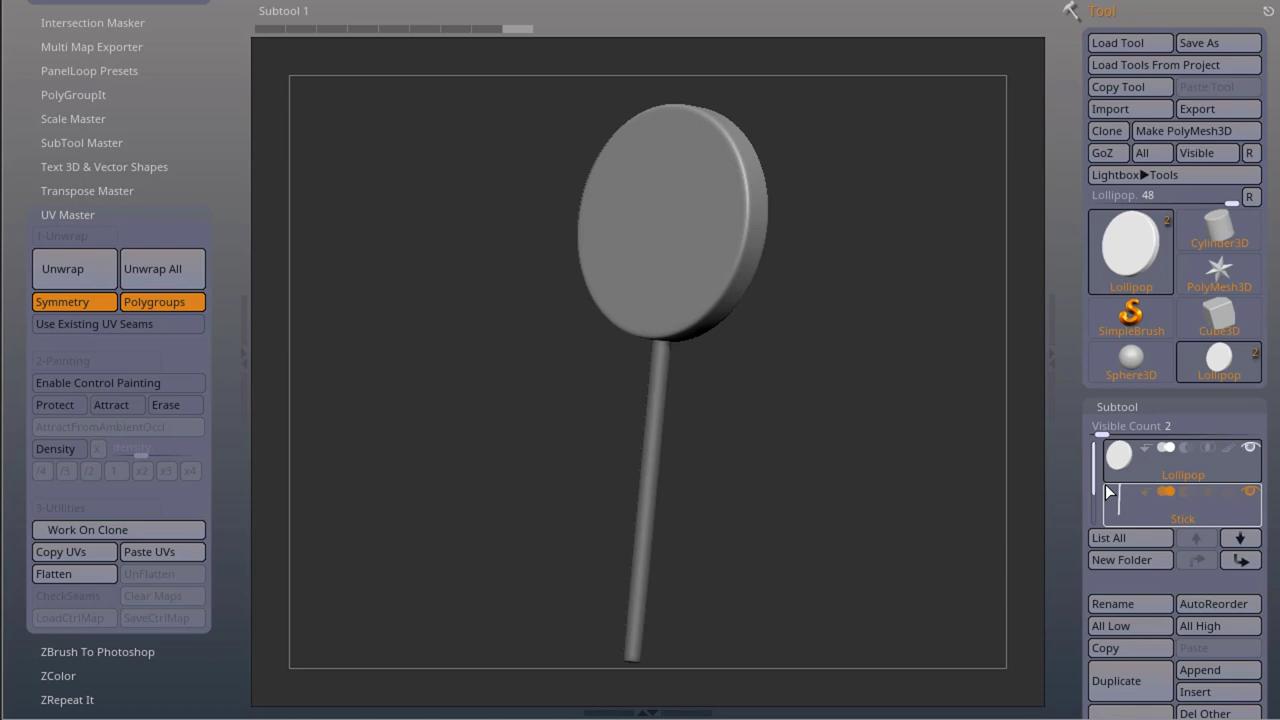 Intersection Masker
Multi Map Exporter
PanelLoop Presets
PolyGroupIt
Scale Master
SubTool Master
Text 3D & Vector Shapes
Transpose Master
UV Master
1-Unwrap
Unwrap
Unwrap All
Symmetry
Polygroups
Use Existing UV Seams
2-Painting
Enable Control Painting
Protect
Attract
Erase
AttractFromAmbientOccl
Density
x
density
/4
/3
/2
1
x2
x3
x4
3-Utilities
Work On Clone
Copy UVs
Paste UVs
Flatten
UnFlatten
CheckSeams
Clear Maps
LoadCtrlMap
SaveCtrlMap
ZBrush To Photoshop
ZColor
ZRepeat It
Subtool 1
Tool
Load Tool
Save As
Load Tools From Project
Copy Tool
Paste Tool
Import
Export
Clone
Make PolyMesh3D
GoZ
All
Visible
R
Lightbox▶Tools
Lollipop. 48
R
2
Lollipop
Cylinder3D
PolyMesh3D
SimpleBrush
Cube3D
Sphere3D
2
Lollipop
Subtool
Visible Count 2
Lollipop
Stick
List All
New Folder
Rename
AutoReorder
All Low
All High
Copy
Paste
Duplicate
Append
Insert
Del Other